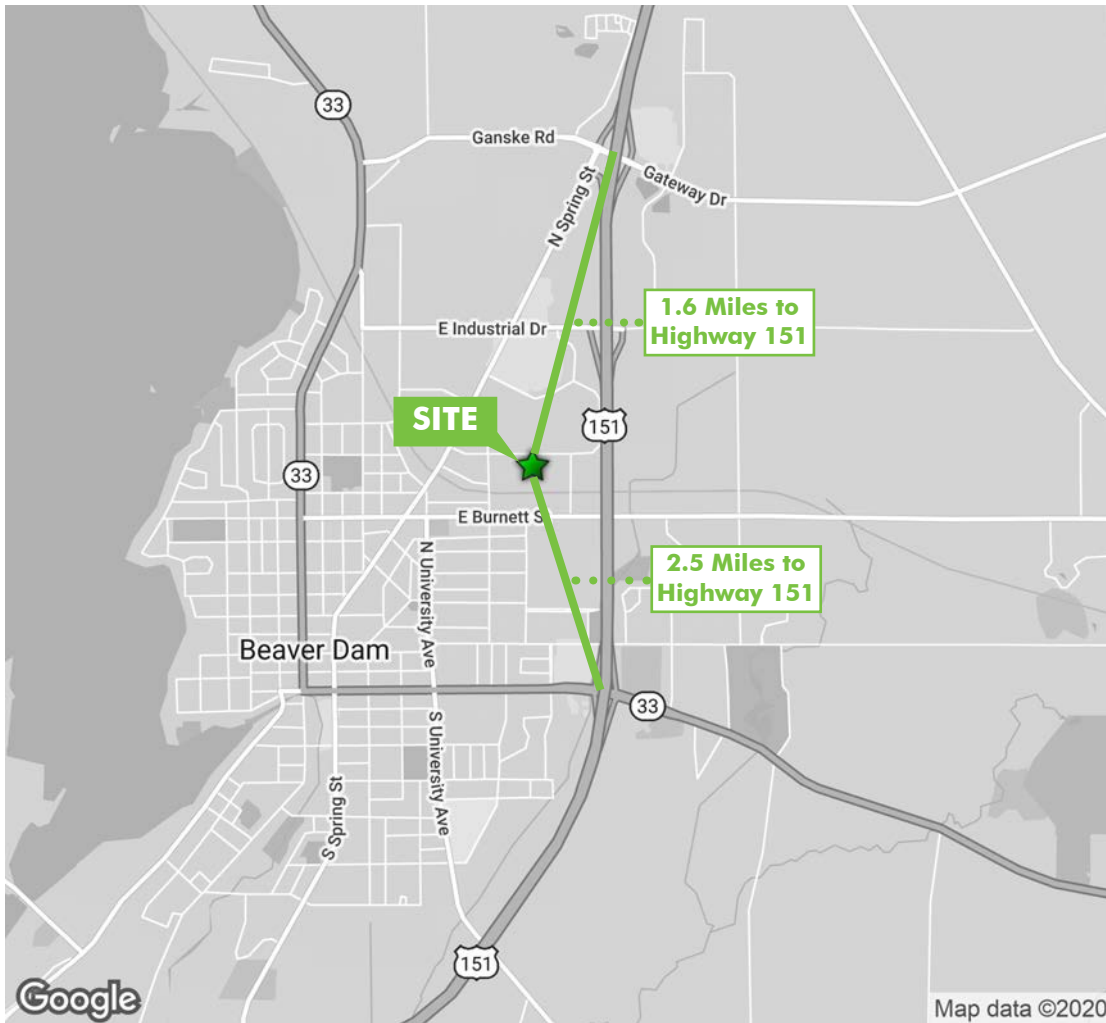 33
Ganske Rd
Gateway Dr
N Spring St
1.6 Miles to
Highway 151
E Industrial Dr
SITE
151
33
E Burnett S
2.5 Miles to
Highway 151
N University Ave
Beaver Dam
33
S University Ave
S Spring St
151
Google
Map data ©2020